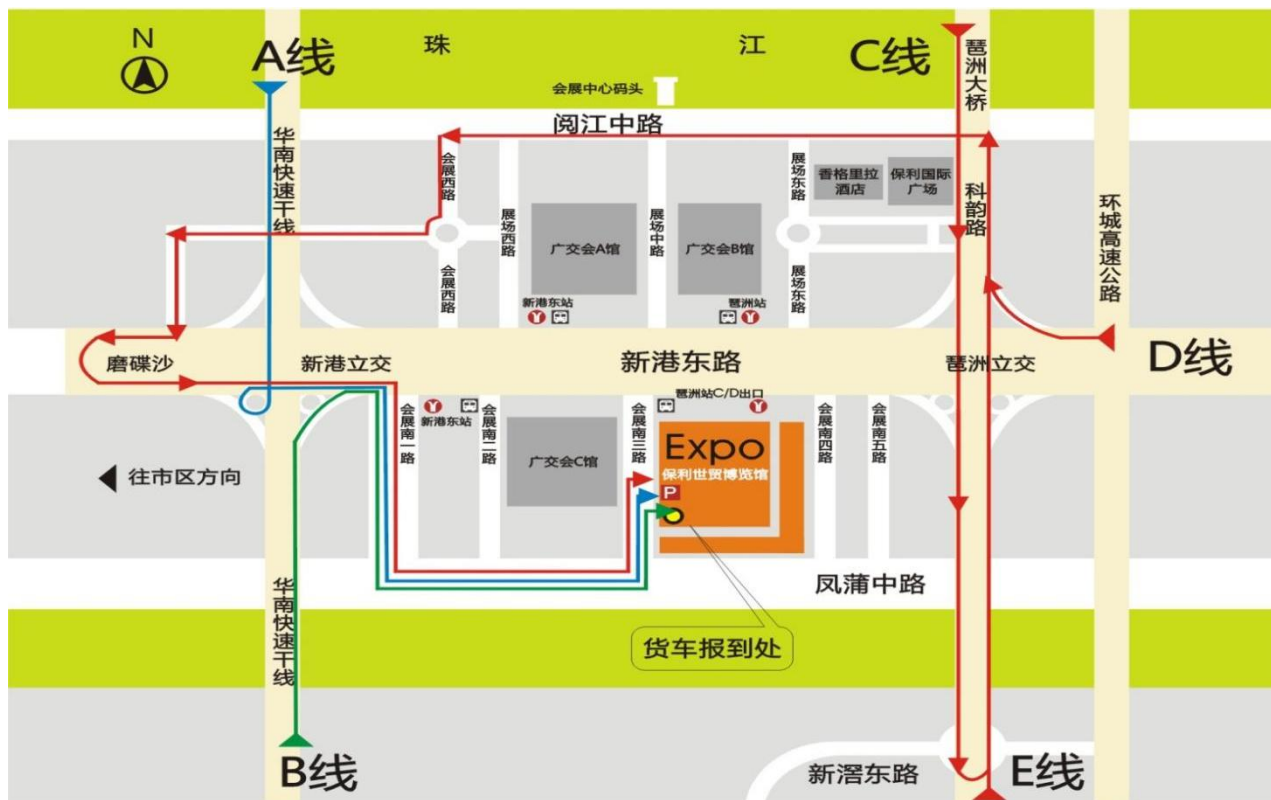 N
A线
珠 江
C线
琶洲大桥
会展中心码头
阅江中路
华南快速干线
会展西路
展场东路
香格里拉
酒店
保利国际
广场
科韵路
环城高速公路
展场西路
广交会A馆
展场中路
广交会B馆
会展西路
展场东路
新港东站
琶洲站
磨碟沙
新港立交
新港东路
琶洲立交
D线
琶洲站C/D出口
会展南一路
新港东站
会展南二路
广交会C馆
会展南三路
Expo
保利世贸博览馆
P
会展南四路
会展南五路
往市区方向
华南快速干线
凤蒲中路
货车报到处
B线
新滘东路
E线